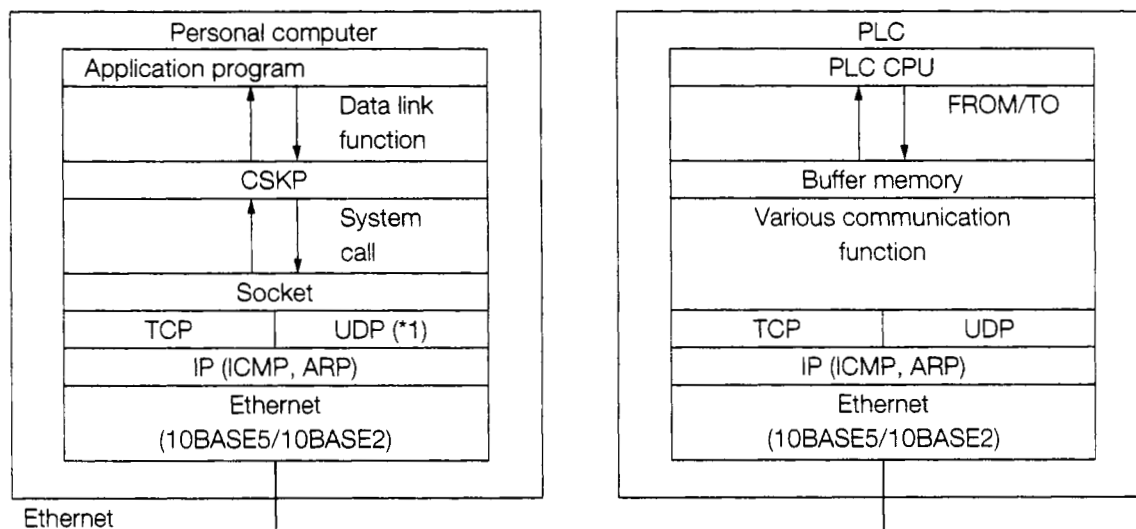 Personal computer
Application program
Data link
function
CSKP
System
call
Socket
TCP
UDP (*1)
IP (ICMP, ARP)
Ethernet
(10BASE5/10BASE2)
Ethernet
PLC
PLC CPU
FROM/TO
Buffer memory
Various communication
function
TCP
UDP
IP (ICMP, ARP)
Ethernet
(10BASE5/10BASE2)